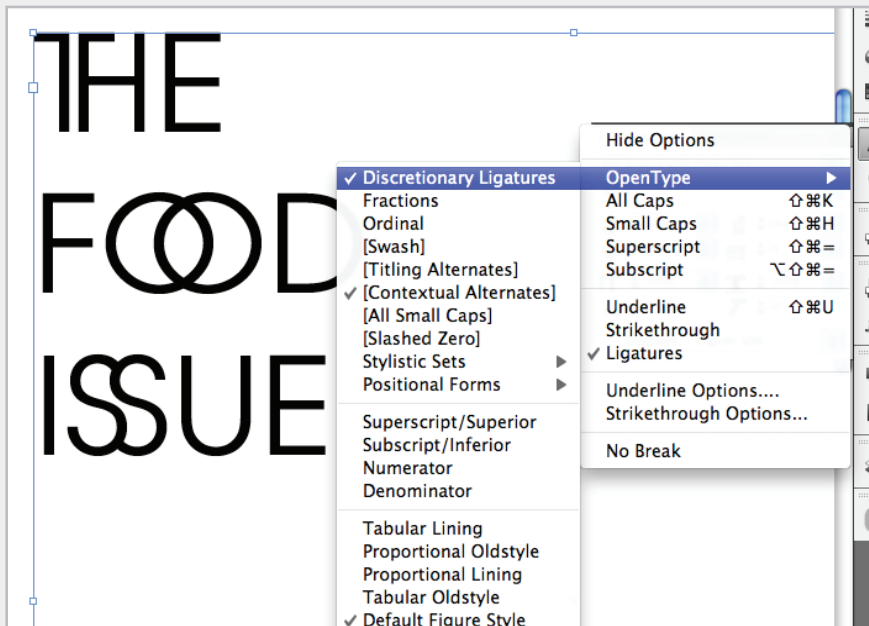 THE
FOOD
ISSUE
✓ Discretionary Ligatures
Fractions
Ordinal
[Swash]
[Titling Alternates]
✓ [Contextual Alternates]
[All Small Caps]
[Slashed Zero]
Stylistic Sets ▶
Positional Forms ▶
Superscript/Superior
Subscript/Inferior
Numerator
Denominator
Tabular Lining
Proportional Oldstyle
Proportional Lining
Tabular Oldstyle
✓ Default Figure Style
Hide Options
OpenType ▶
All Caps ⇧⌘K
Small Caps ⇧⌘H
Superscript ⇧⌘=
Subscript ⌥⇧⌘=
Underline ⇧⌘U
Strikethrough
✓ Ligatures
Underline Options....
Strikethrough Options...
No Break